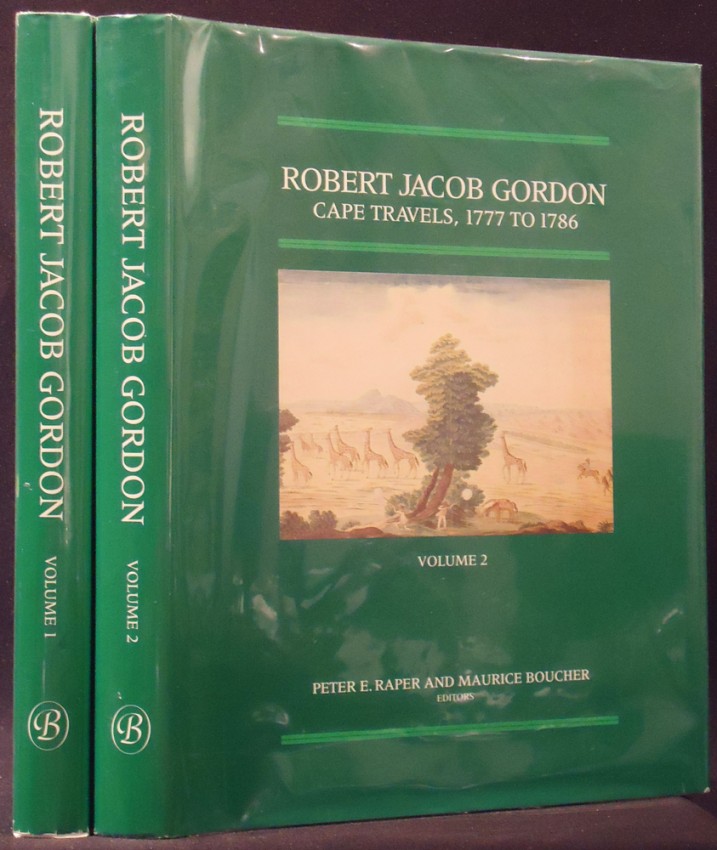 ROBERT JACOB GORDON
VOLUME 1
B
ROBERT JACOB GORDON
VOLUME 2
B
ROBERT JACOB GORDON
CAPE TRAVELS, 1777 TO 1786
VOLUME 2
PETER E. RAPER AND MAURICE BOUCHER
EDITORS